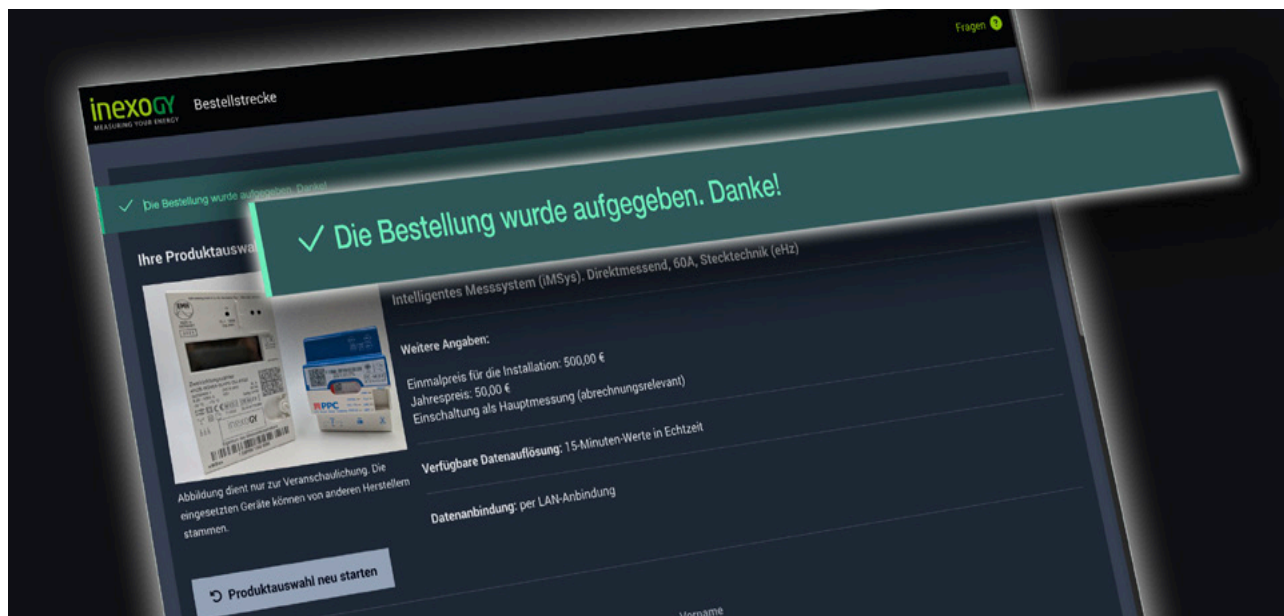 Fragen ?
inexogy
MEASURING YOUR ENERGY
Bestellstrecke
Die Bestellung wurde aufgegeben. Danke!
Die Bestellung wurde aufgegeben. Danke!
Ihre Produktauswa
Intelligentes Messsystem (iMSys). Direktmessend, 60A, Stecktechnik (eHz)
Weitere Angaben:
Einmalpreis für die Installation: 500,00 €
Jahrespreis: 50,00 €
Einschaltung als Hauptmessung (abrechnungsrelevant)
Verfügbare Datenauflösung: 15-Minuten-Werte in Echtzeit
Datenanbindung: per LAN-Anbindung
EMH
inexogy
PPC
Abbildung dient nur zur Veranschaulichung. Die
eingesetzten Geräte können von anderen Herstellern
stammen.
Produktauswahl neu starten
Vorname